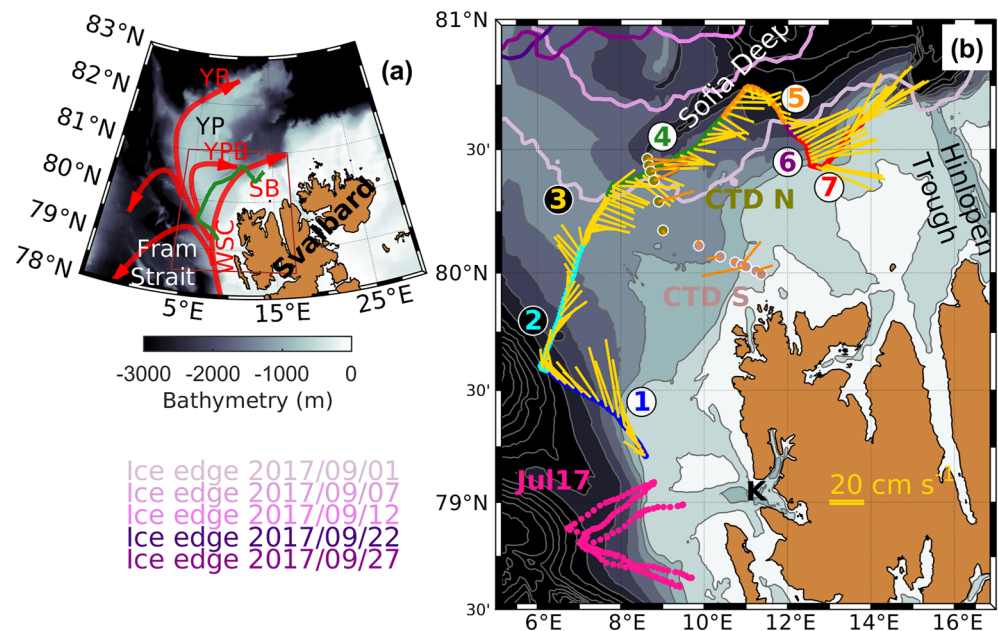 83°N
82°N
81°N
80°N
79°N
78°N
(a)
YB
YP
YPB
SB
WSC
Svalbard
Fram
Strait
5°E
15°E
25°E
-3000
-2000
-1000
0
Bathymetry (m)
Ice edge 2017/09/01
Ice edge 2017/09/07
Ice edge 2017/09/12
Ice edge 2017/09/22
Ice edge 2017/09/27
81°N
30'
80°N
30'
79°N
30'
(b)
Sofia Deep
5
4
6
7
Hinlopen
Trough
3
CTD N
CTD S
2
1
Jul17
K
20 cm s-1
6°E
8°E
10°E
12°E
14°E
16°E